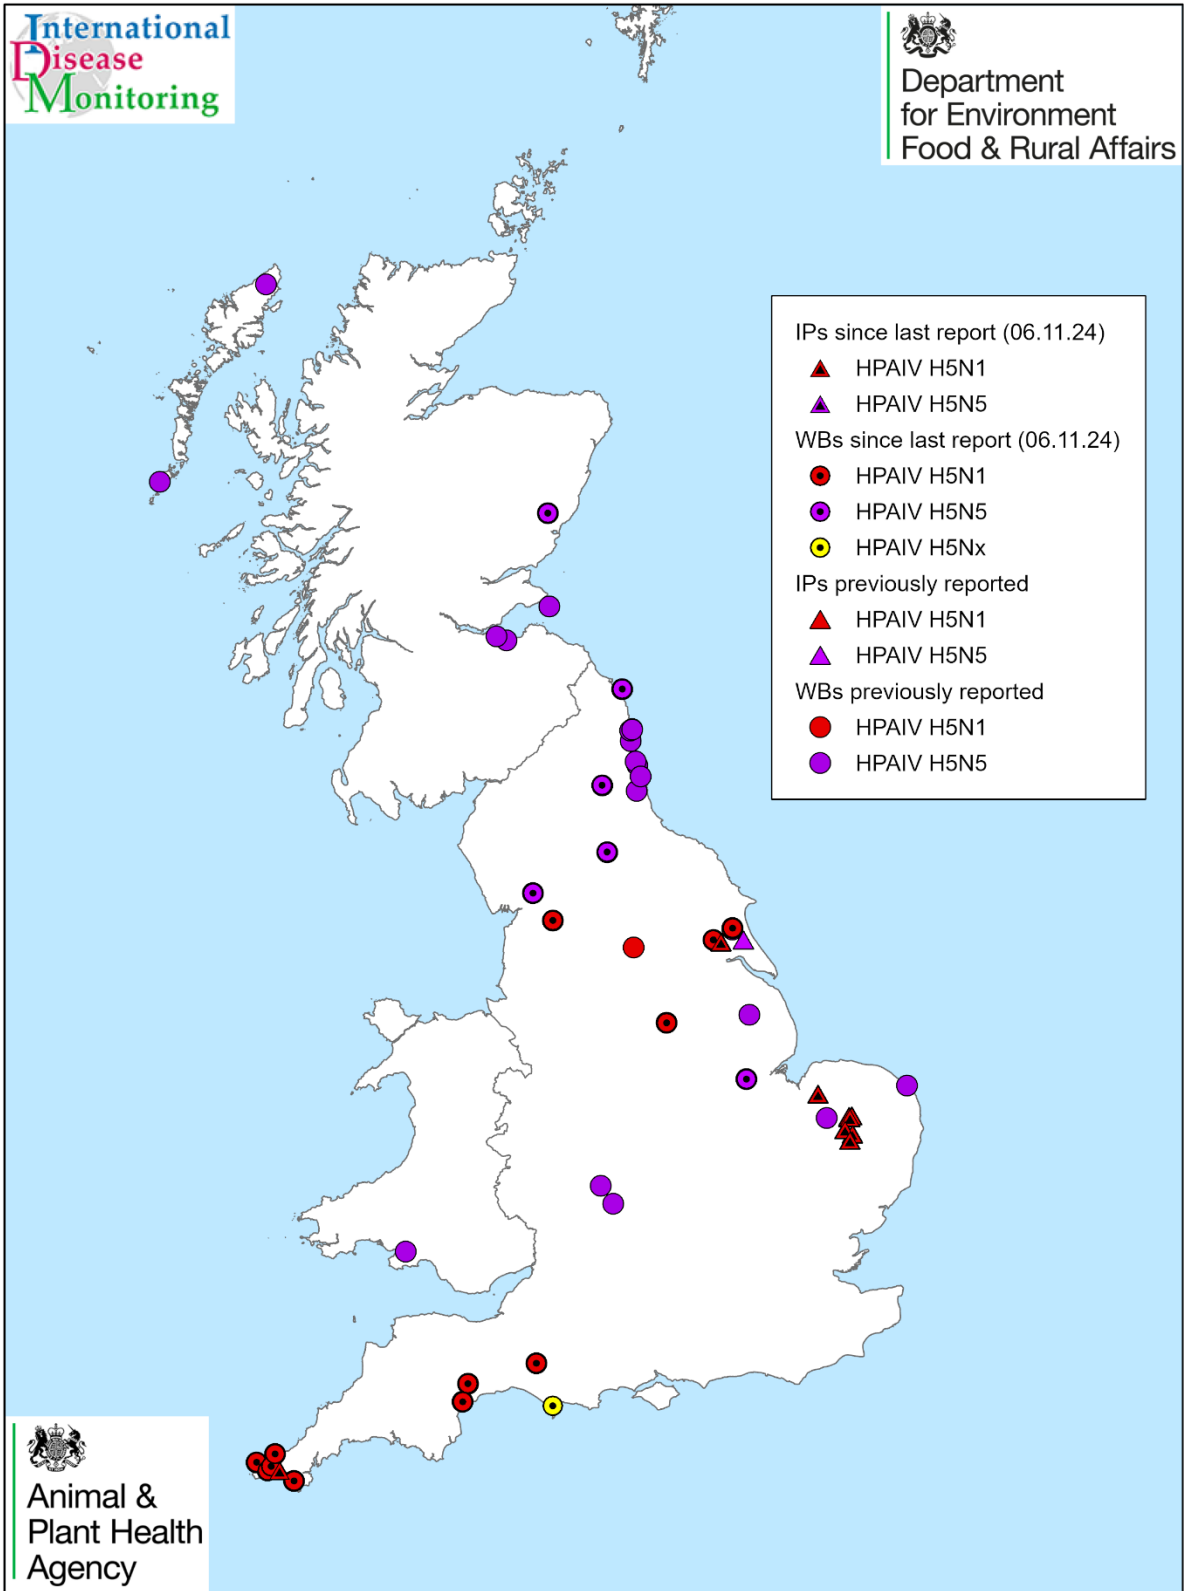 International
Disease
Monitoring
Department
for Environment
Food & Rural Affairs
IPs since last report (06.11.24)
HPAIV H5N1
HPAIV H5N5
WBs since last report (06.11.24)
HPAIV H5N1
HPAIV H5N5
HPAIV H5Nx
IPs previously reported
HPAIV H5N1
HPAIV H5N5
WBs previously reported
HPAIV H5N1
HPAIV H5N5
Animal &
Plant Health
Agency